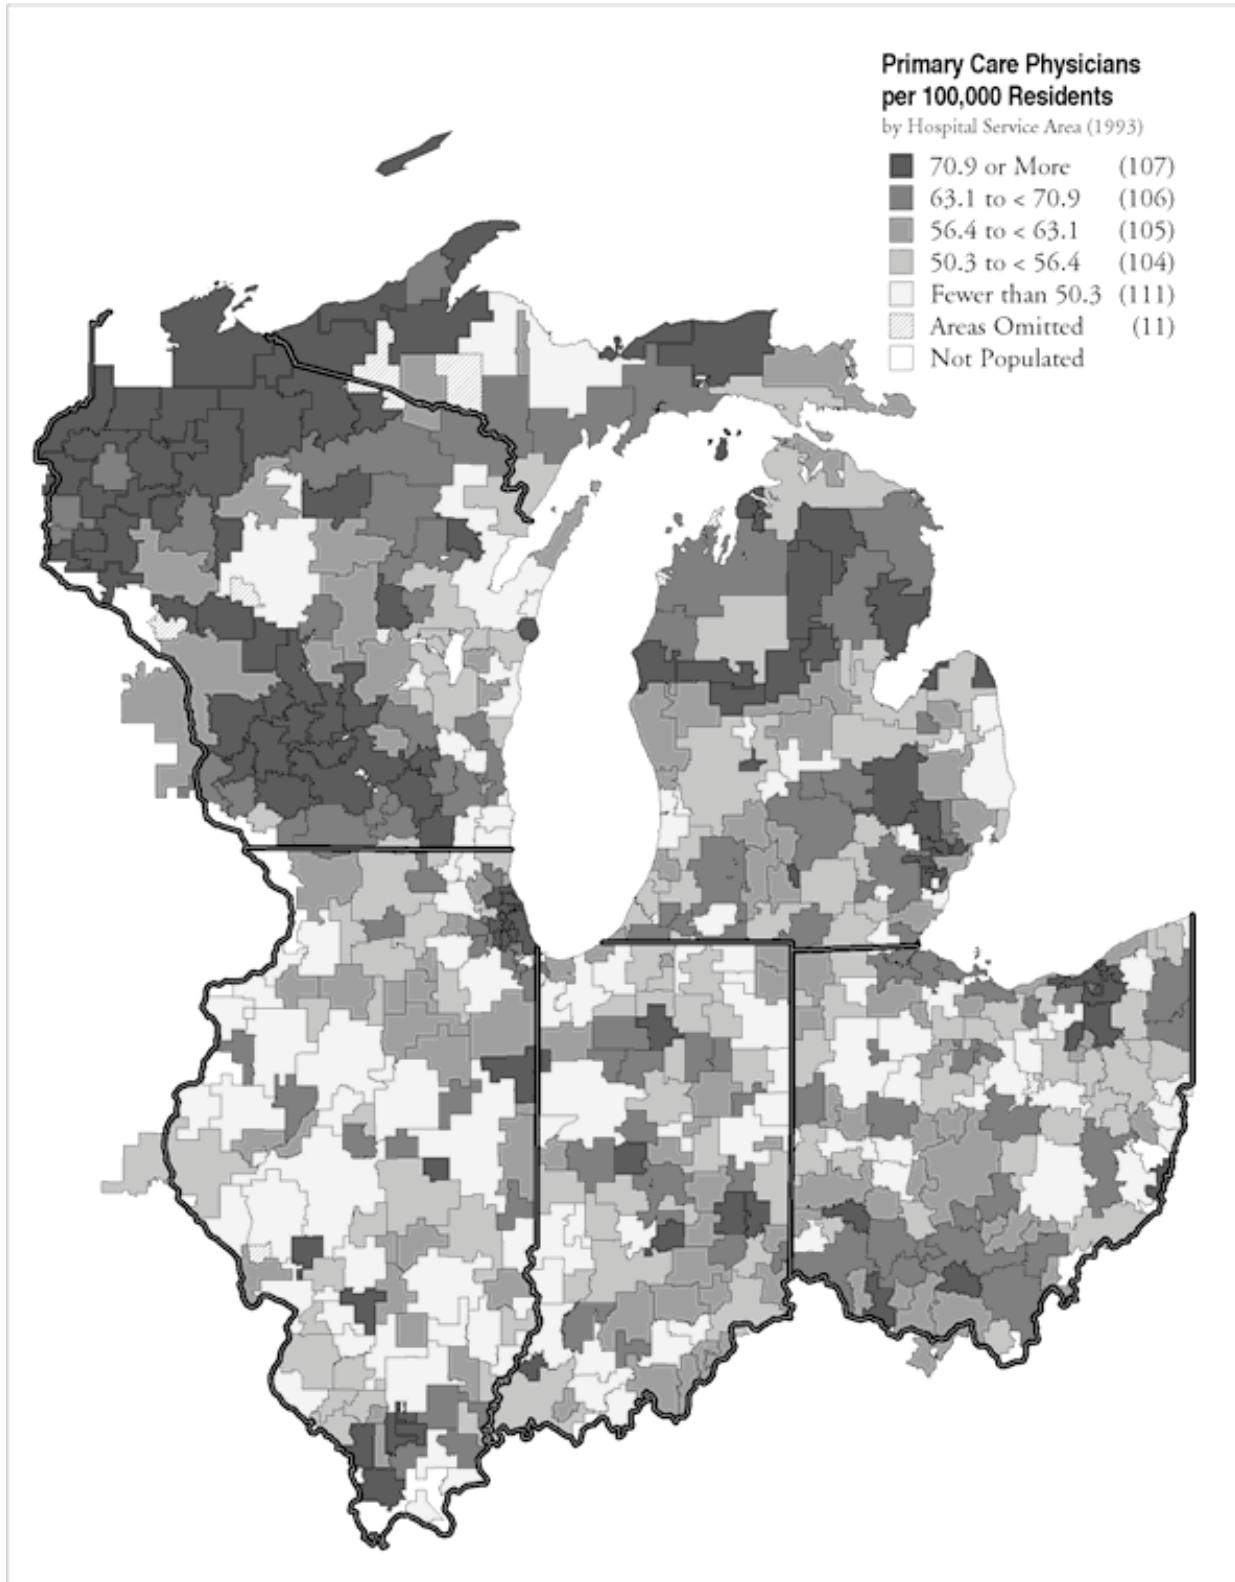 Primary Care Physicians
per 100,000 Residents
by Hospital Service Area (1993)
70.9 or More (107)
63.1 to < 70.9 (106)
56.4 to < 63.1 (105)
50.3 to < 56.4 (104)
Fewer than 50.3 (111)
Areas Omitted (11)
Not Populated